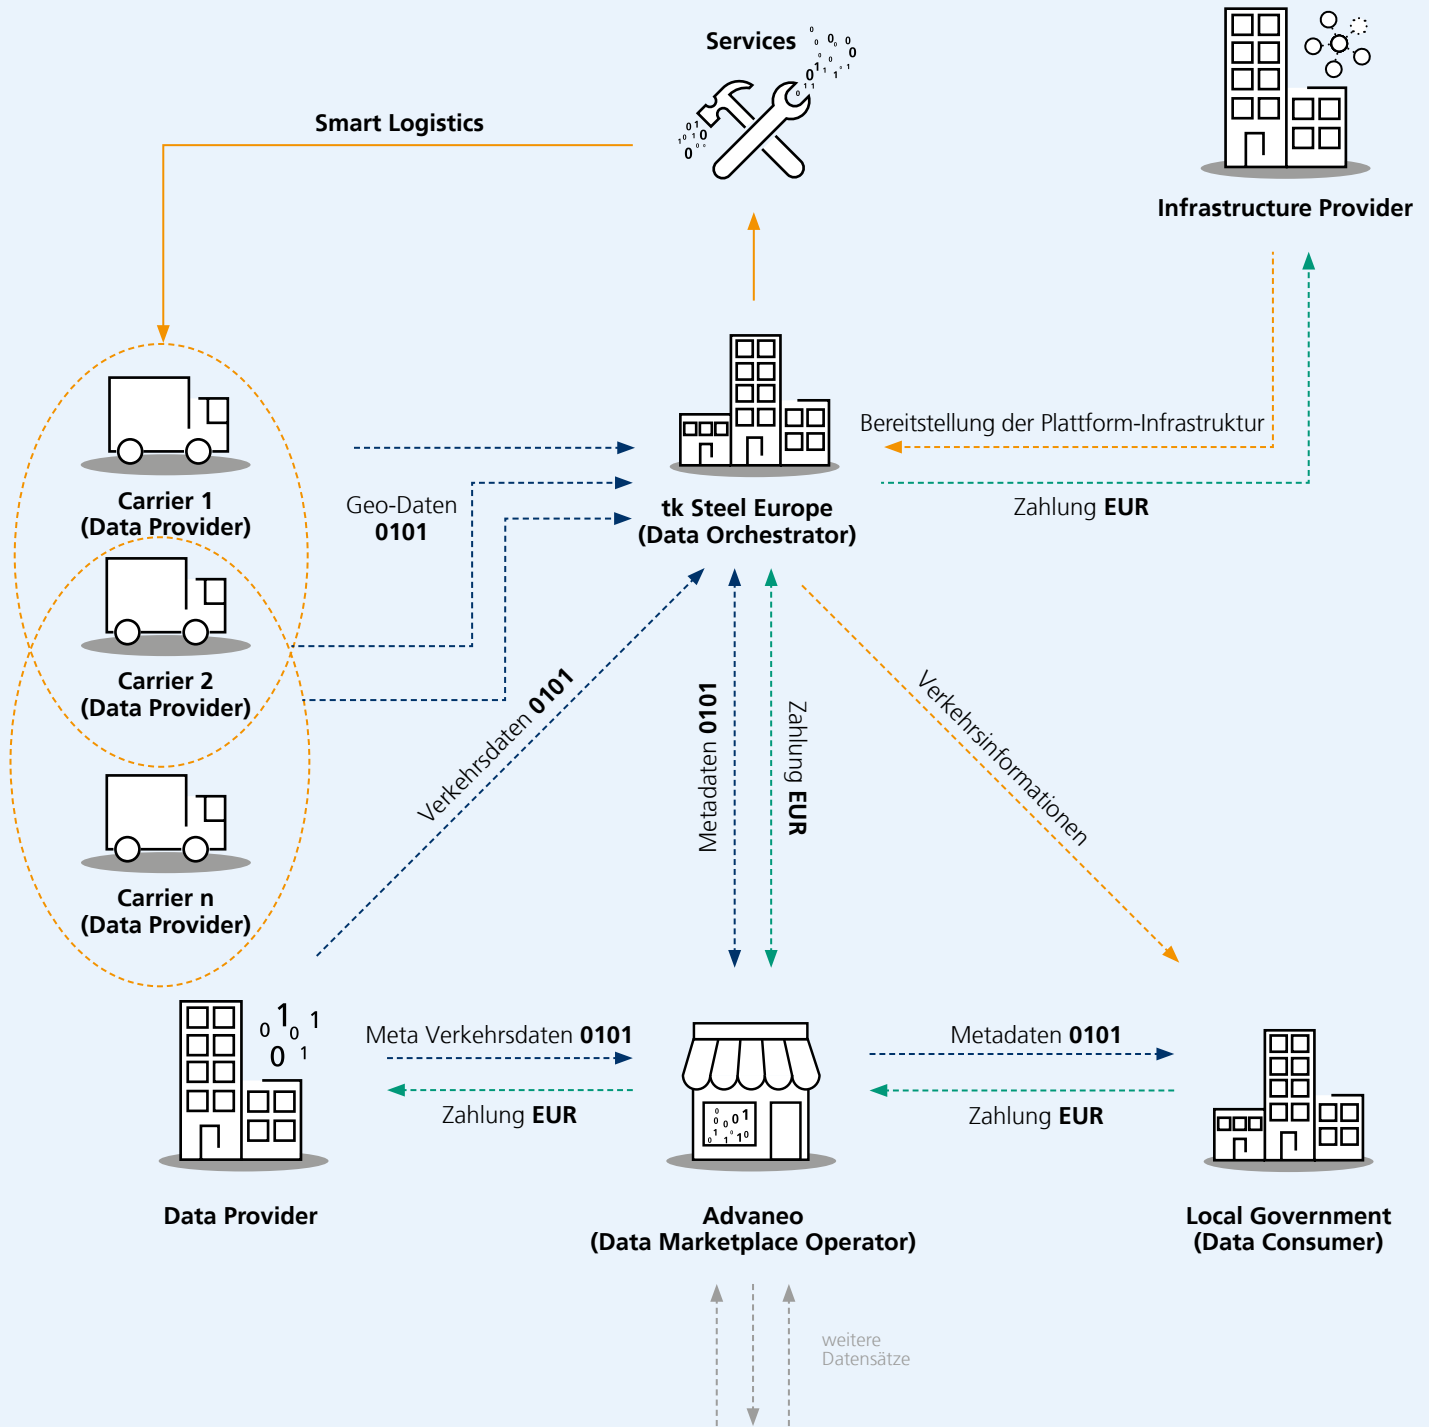 Services
Smart Logistics
Infrastructure Provider
Bereitstellung der Plattform-Infrastruktur
Zahlung EUR
Carrier 1
(Data Provider)
Geo-Daten
0101
tk Steel Europe
(Data Orchestrator)
Carrier 2
(Data Provider)
Verkehrsdaten 0101
Metadaten 0101
Zahlung EUR
Verkehrsinformationen
Carrier n
(Data Provider)
Meta Verkehrsdaten 0101
Zahlung EUR
Metadaten 0101
Zahlung EUR
Data Provider
Advaneo
(Data Marketplace Operator)
Local Government
(Data Consumer)
weitere
Datensätze